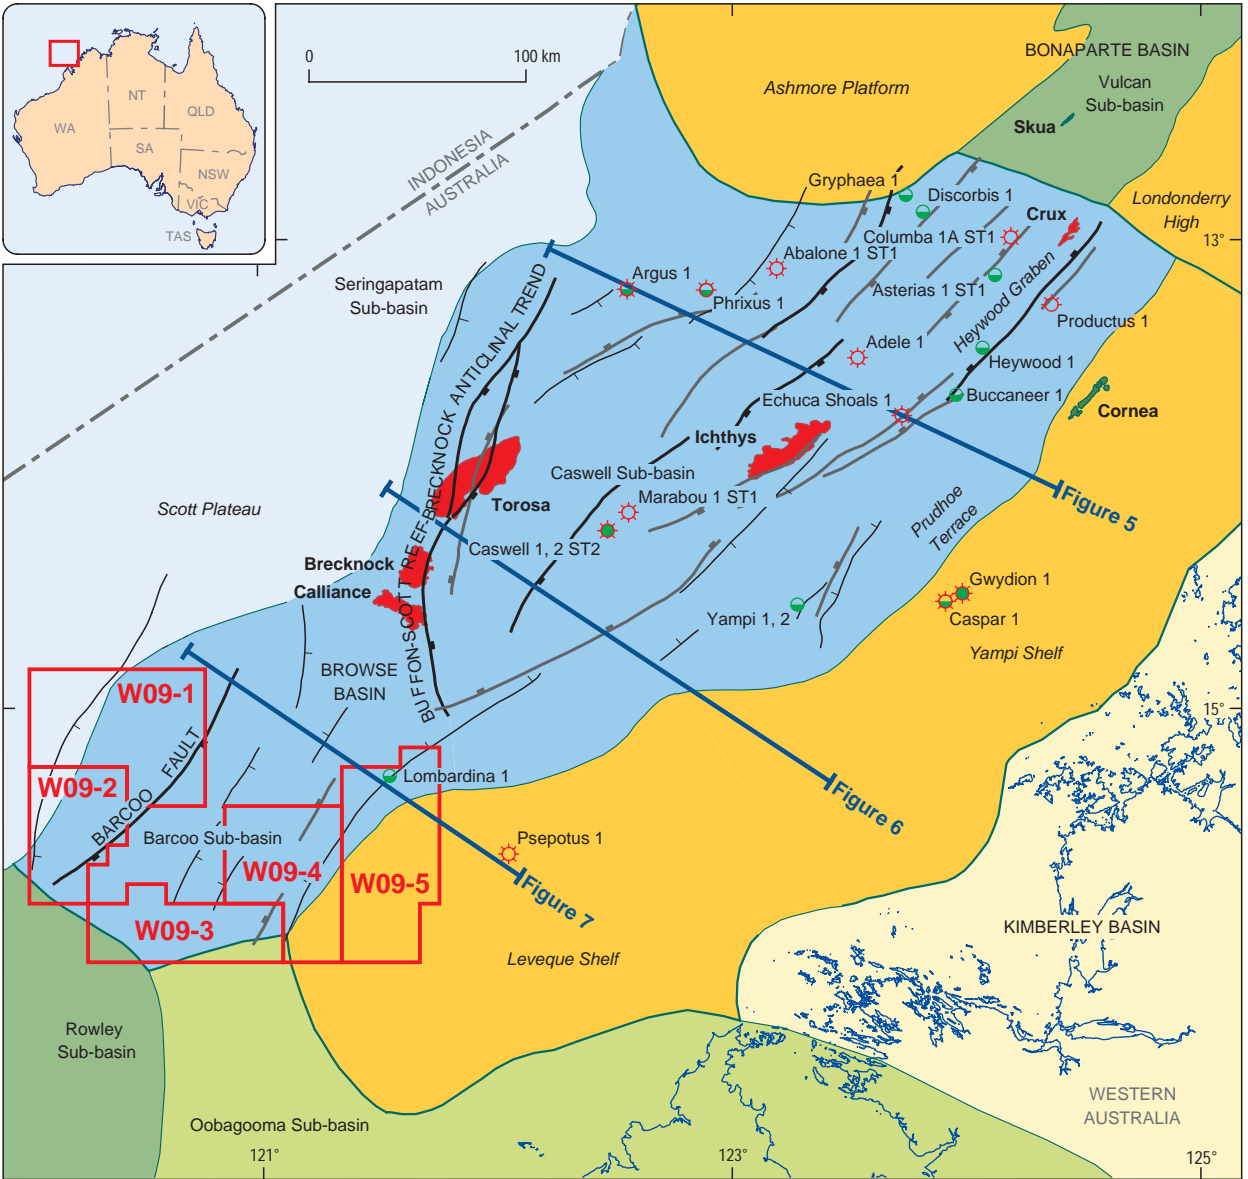 NT
QLD
WA
SA
NSW
VIC
TAS
0
100 km
INDONESIA
AUSTRALIA
BONAPARTE BASIN
Vulcan
Sub-basin
Skua
Ashmore Platform
Londonderry
High
Gryphaea 1
Discorbis 1
Crux
Columba 1A ST1
Abalone 1 ST1
13°
Seringapatam
Sub-basin
Argus 1
Phrixus 1
Asterias 1 ST1
Heywood Graben
Productus 1
Adele 1
Heywood 1
Echuca Shoals 1
Buccaneer 1
Cornea
BUFFON-SCOTT REEF-BRECKNOCK ANTICLINAL TREND
Ichthys
Caswell Sub-basin
Marabou 1 ST1
Torosa
Figure 5
Prudhoe
Terrace
Scott Plateau
Caswell 1, 2 ST2
Brecknock
Calliance
Gwydion 1
Caspar 1
Yampi 1, 2
Yampi Shelf
BROWSE
BASIN
W09-1
15°
BARCOO FAULT
W09-2
Lombardina 1
Figure 6
Barcoo Sub-basin
Psepotus 1
W09-4
W09-5
Figure 7
W09-3
KIMBERLEY BASIN
Leveque Shelf
Rowley
Sub-basin
WESTERN
AUSTRALIA
Oobagooma Sub-basin
121°
123°
125°